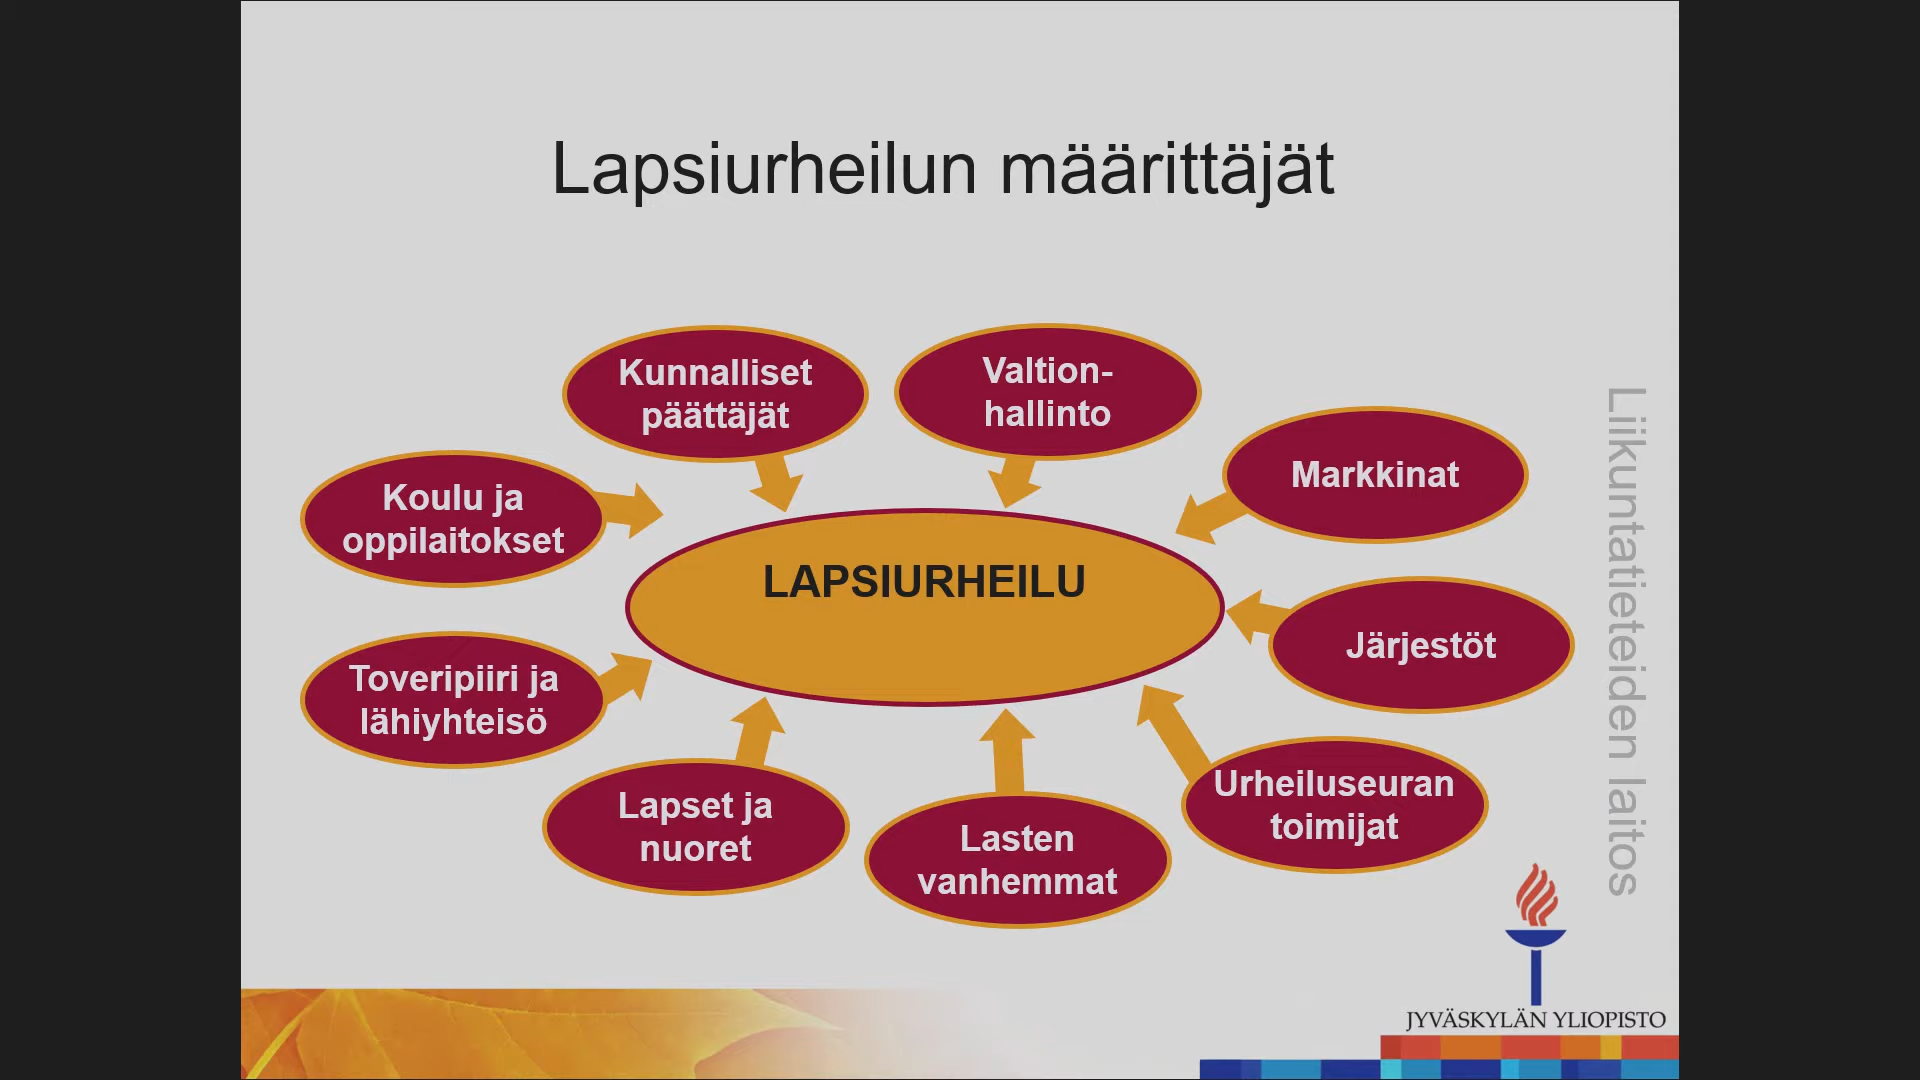 Lapsiurheilun määrittäjät
Kunnalliset
päättäjät
Valtion-
hallinto
Markkinat
Koulu ja
oppilaitokset
LAPSIURHEILU
Järjestöt
Toveripiiri ja
lähiyhteisö
Urheiluseuran
toimijat
Lapset ja
nuoret
Lasten
vanhemmat
Liikuntatieteiden laitos
JYVÄSKYLÄN YLIOPISTO